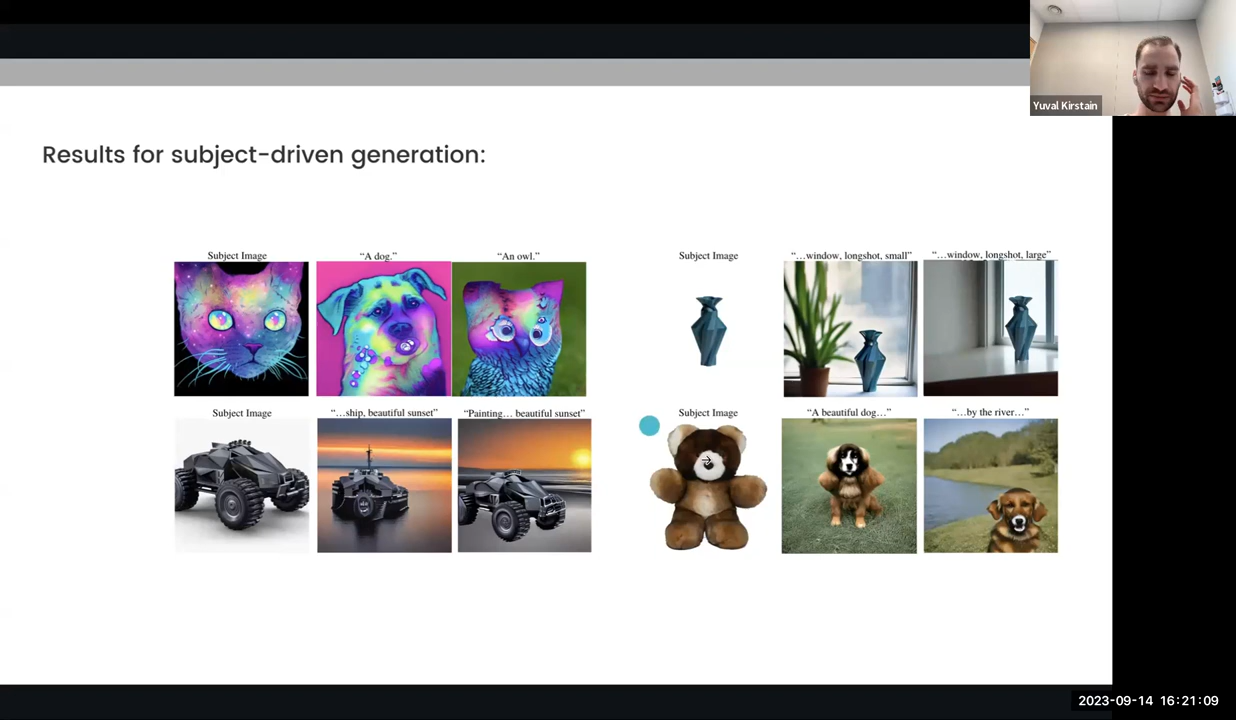 Yuval Kirstain
Results for subject-driven generation:
Subject Image
“A dog.”
“An owl.”
Subject Image
“…window, longshot, small”
“…window, longshot, large”
Subject Image
“…ship, beautiful sunset”
“Painting… beautiful sunset”
Subject Image
“A beautiful dog…”
“…by the river…”
2023-09-14 16:21:09